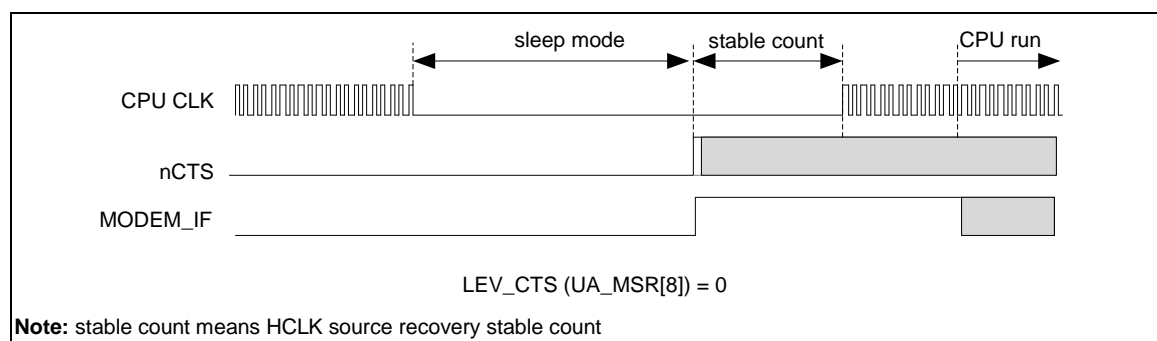 sleep mode stable count CPU run
CPU CLK
nCTS
MODEM_IF
LEV_CTS (UA_MSR[8]) = 0
Note: stable count means HCLK source recovery stable count